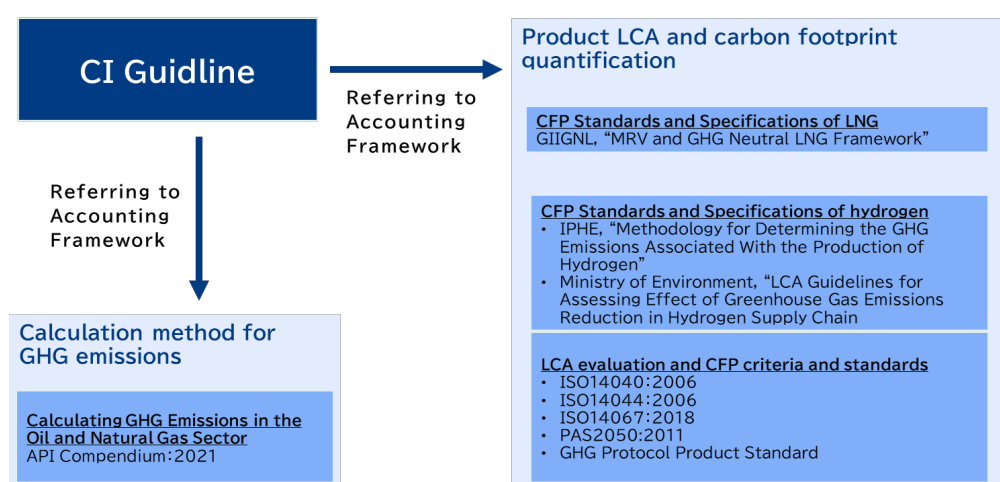 CI Guidline
Referring to
Accounting
Framework
Referring to
Accounting
Framework
Product LCA and carbon footprint
quantification
CFP Standards and Specifications of LNG
GIIGNL, “MRV and GHG Neutral LNG Framework”
CFP Standards and Specifications of hydrogen
• IPHE, “Methodology for Determining the GHG
Emissions Associated With the Production of
Hydrogen”
• Ministry of Environment, “LCA Guidelines for
Assessing Effect of Greenhouse Gas Emissions
Reduction in Hydrogen Supply Chain
LCA evaluation and CFP criteria and standards
• ISO14040:2006
• ISO14044:2006
• ISO14067:2018
• PAS2050:2011
• GHG Protocol Product Standard
Calculation method for
GHG emissions
Calculating GHG Emissions in the
Oil and Natural Gas Sector
API Compendium:2021